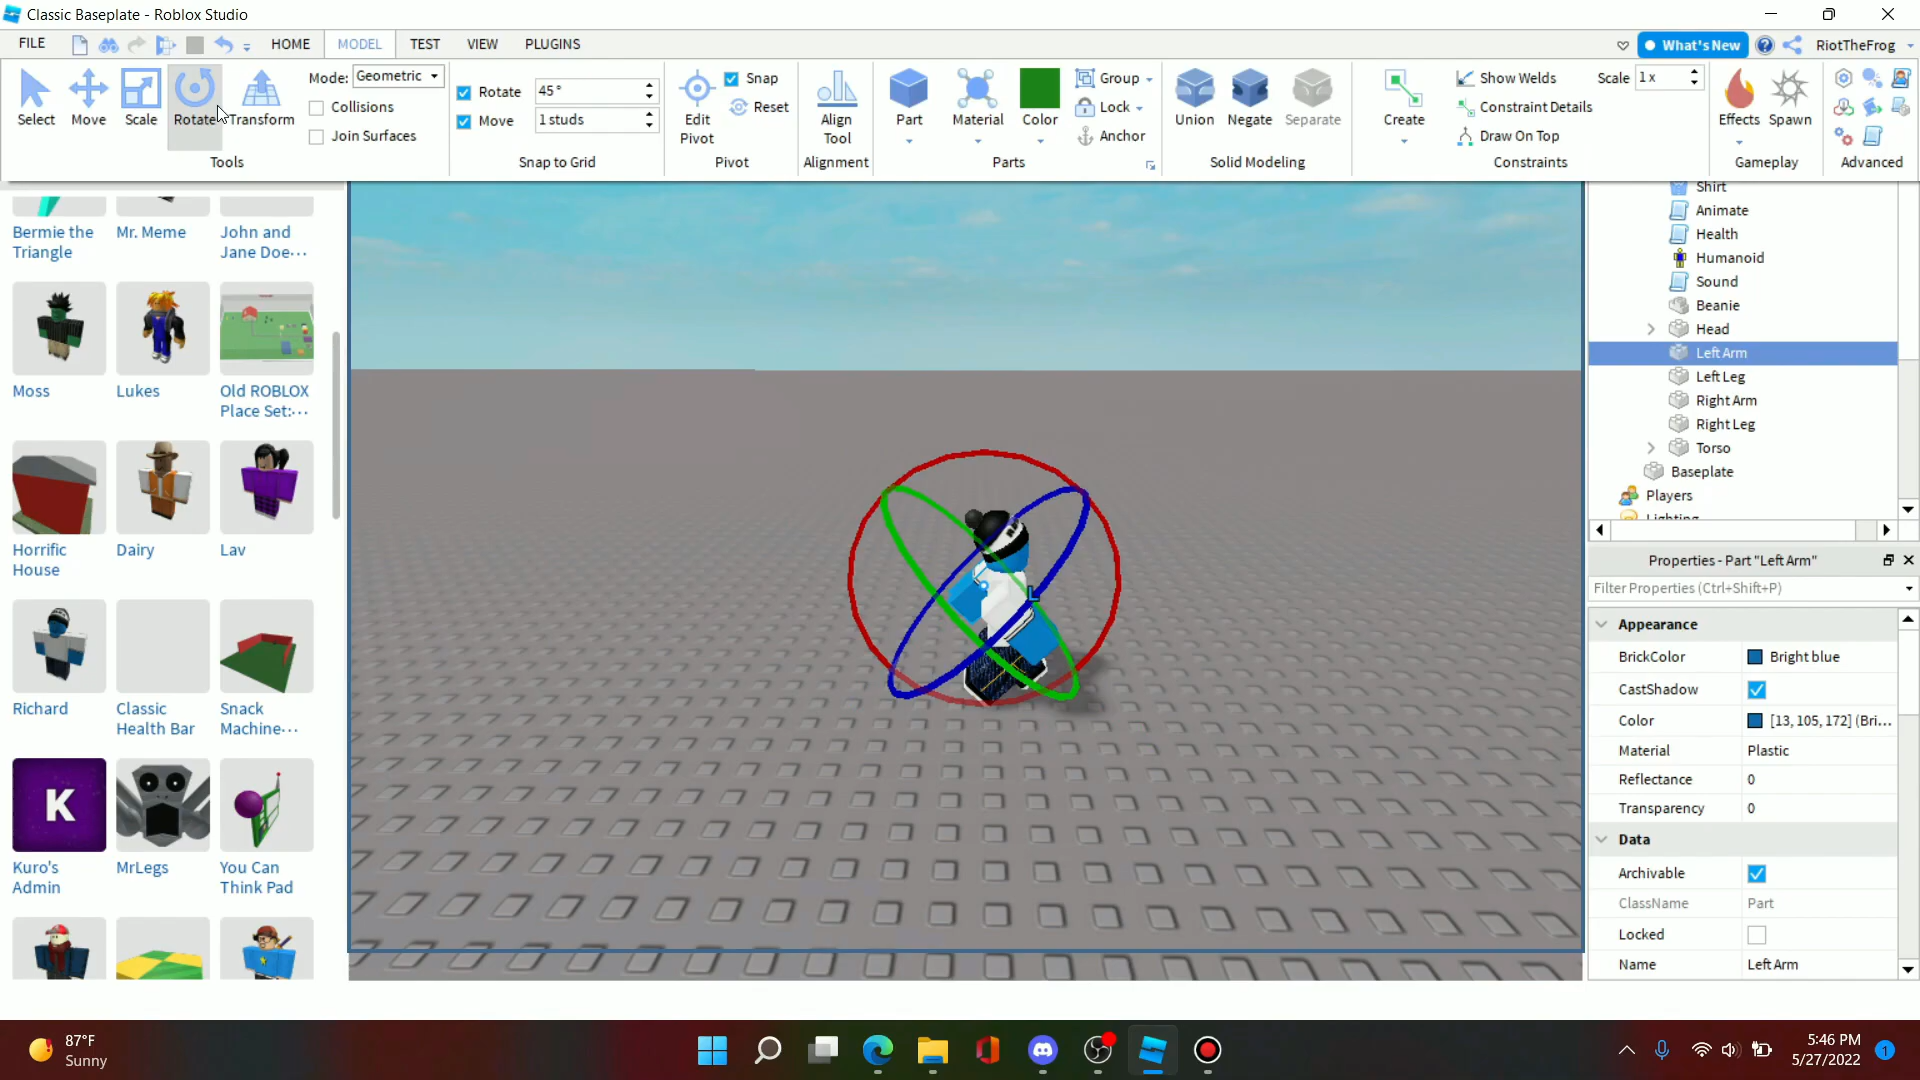 Classic Baseplate - Roblox Studio
FILE HOME MODEL TEST VIEW PLUGINS What's New RiotTheFrog
Select Move Scale Rotate Transform
Mode: Geometric
Collisions
Join Surfaces
Tools
Rotate 45°
Move 1 studs
Snap to Grid
Edit Pivot
Snap
Reset
Pivot
Align Tool
Alignment
Part Material Color
Group
Lock
Anchor
Parts
Union Negate Separate
Solid Modeling
Create
Show Welds
Constraint Details
Draw On Top
Scale 1 x
Constraints
Effects Spawn
Gameplay
Advanced
Bermie the Triangle
Mr. Meme
John and Jane Doe···
Moss
Lukes
Old ROBLOX Place Set:···
Horrific House
Dairy
Lav
Richard
Classic Health Bar
Snack Machine···
K
Kuro's Admin
MrLegs
You Can Think Pad
L
Shirt
Animate
Health
Humanoid
Sound
Beanie
Head
Left Arm
Left Leg
Right Arm
Right Leg
Torso
Baseplate
Players
Lighting
Properties - Part "Left Arm"
Filter Properties (Ctrl+Shift+P)
Appearance
BrickColor Bright blue
CastShadow
Color [13, 105, 172] (Bri...
Material Plastic
Reflectance 0
Transparency 0
Data
Archivable
ClassName Part
Locked
Name Left Arm
87°F
Sunny
5:46 PM
5/27/2022
1